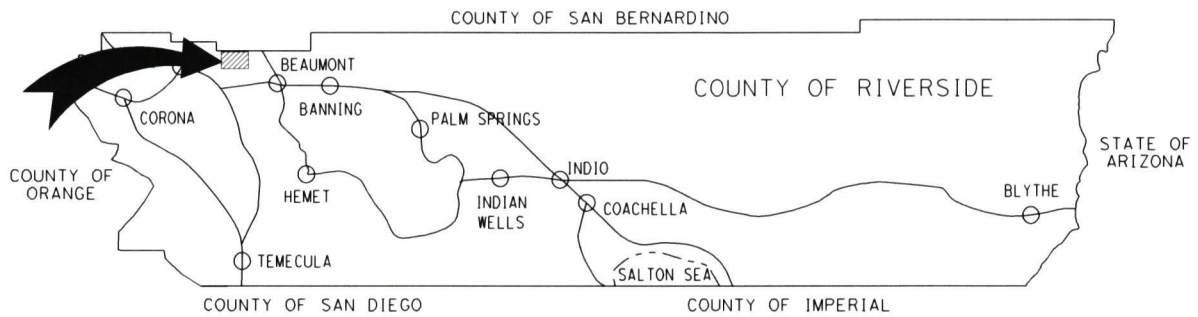 COUNTY OF SAN BERNARDINO
BEAUMONT
COUNTY OF RIVERSIDE
BANNING
CORONA
PALM SPRINGS
STATE OF
ARIZONA
COUNTY OF
ORANGE
INDIO
HEMET
BLYTHE
INDIAN
WELLS
COACHELLA
TEMECULA
SALTON SEA
COUNTY OF SAN DIEGO
COUNTY OF IMPERIAL